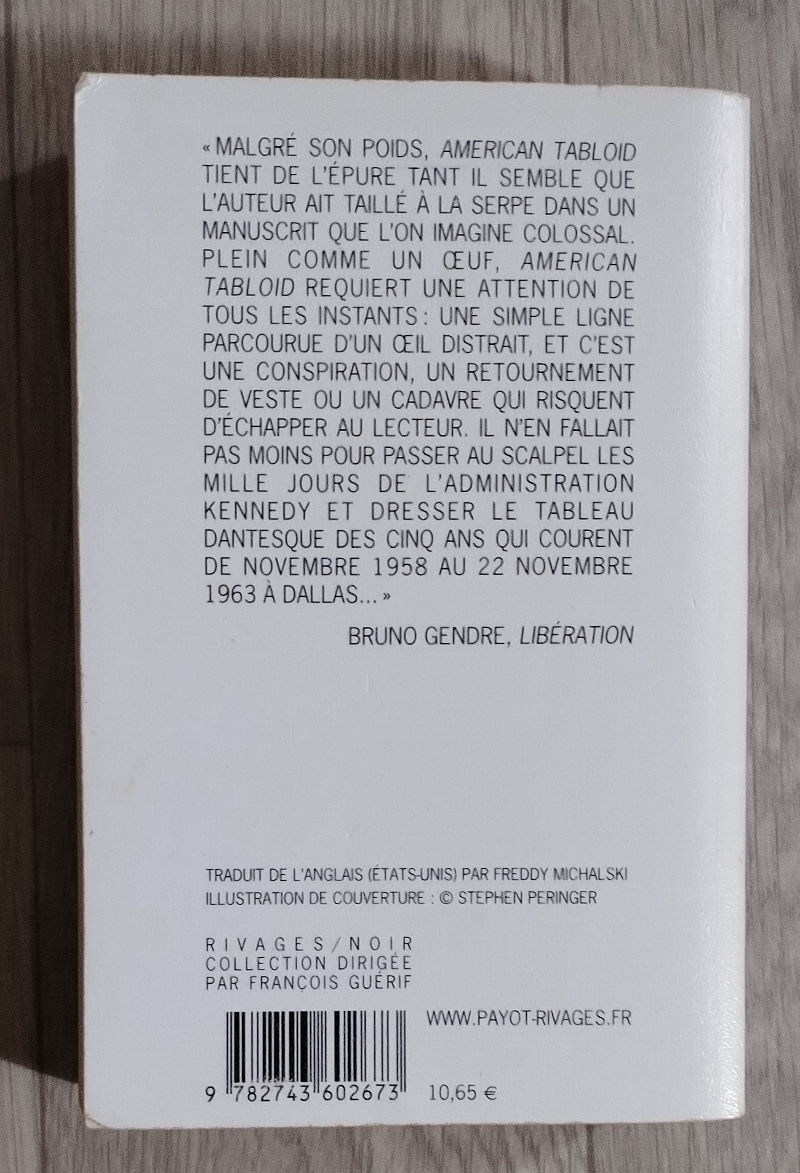 « MALGRÉ SON POIDS, AMERICAN TABLOID
TIENT DE L'ÉPURE TANT IL SEMBLE QUE
L'AUTEUR AIT TAILLÉ À LA SERPE DANS UN
MANUSCRIT QUE L'ON IMAGINE COLOSSAL.
PLEIN COMME UN ŒUF, AMERICAN
TABLOID REQUIERT UNE ATTENTION DE
TOUS LES INSTANTS : UNE SIMPLE LIGNE
PARCOURUE D'UN ŒIL DISTRAIT, ET C'EST
UNE CONSPIRATION, UN RETOURNEMENT
DE VESTE OU UN CADAVRE QUI RISQUENT
D'ÉCHAPPER AU LECTEUR. IL N'EN FALLAIT
PAS MOINS POUR PASSER AU SCALPEL LES
MILLE JOURS DE L'ADMINISTRATION
KENNEDY ET DRESSER LE TABLEAU
DANTESQUE DES CINQ ANS QUI COURENT
DE NOVEMBRE 1958 AU 22 NOVEMBRE
1963 À DALLAS... »
BRUNO GENDRE, LIBÉRATION
TRADUIT DE L'ANGLAIS (ÉTATS-UNIS) PAR FREDDY MICHALSKI
ILLUSTRATION DE COUVERTURE : © STEPHEN PERINGER
RIVAGES/NOIR
COLLECTION DIRIGÉE
PAR FRANÇOIS GUÉRIF
WWW.PAYOT-RIVAGES.FR
9 782743 602673
10,65 €